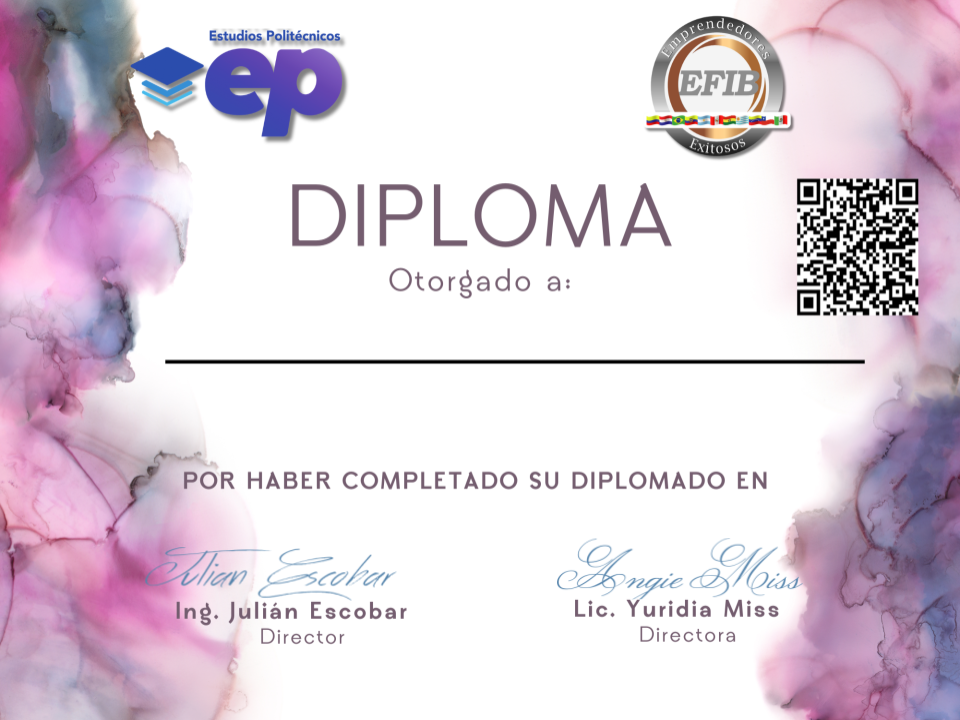 Estudios Politécnicos
ep
Emprendedores
EFIB
Exitosos
DIPLOMA
Otorgado a:
POR HABER COMPLETADO SU DIPLOMADO EN
Julian Escobar
Ing. Julián Escobar
Director
Angie Miss
Lic. Yuridia Miss
Directora